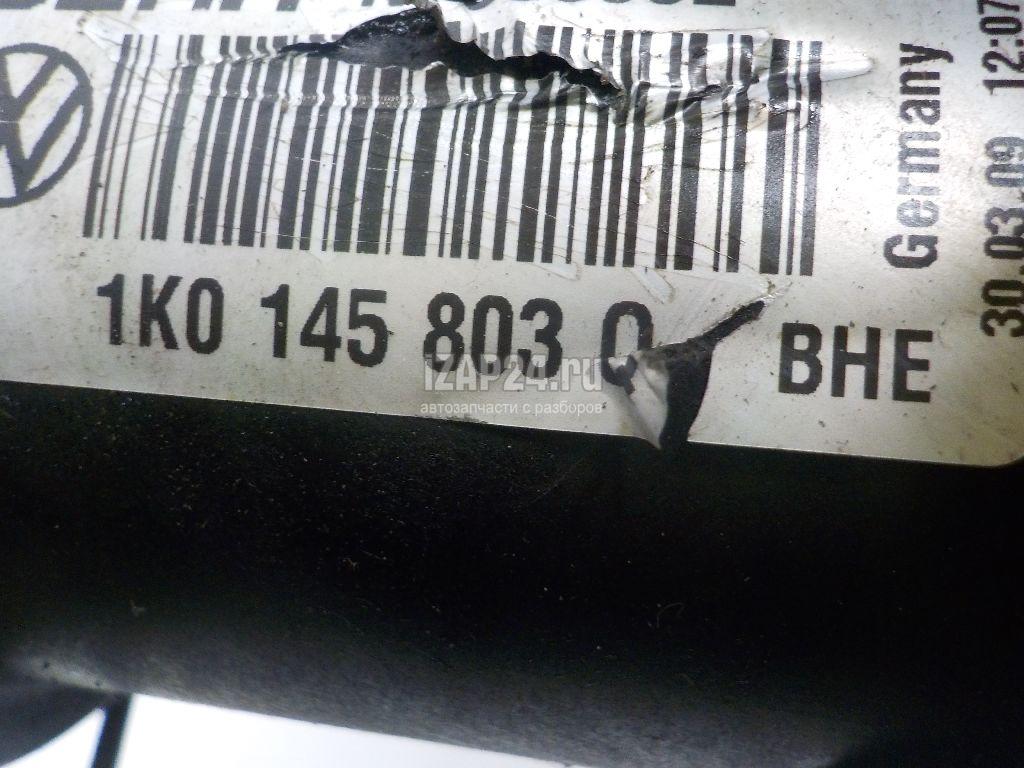 1K0 145 803 Q BHE
Germany
30.03.09 12:07
IZAP24.ru
автозапчасти с разборов